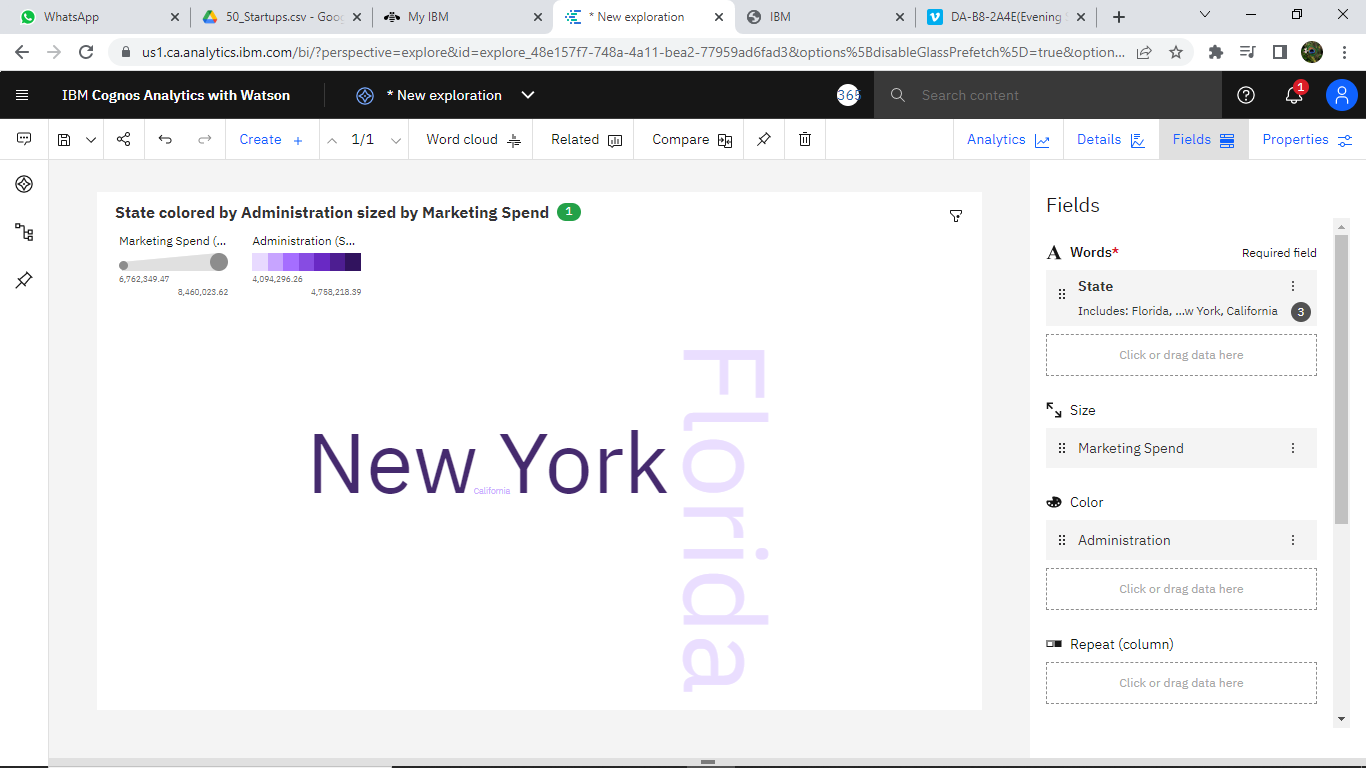 WhatsApp
50_Startups.csv - Goo
My IBM
* New exploration
IBM
DA-B8-2A4E(Evening
us1.ca.analytics.ibm.com/bi/?perspective=explore&id=explore_48e157f7-748a-4a11-bea2-77959ad6fad3&options%5BdisableGlassPrefetch%5D=true&option...
IBM Cognos Analytics with Watson
* New exploration
365
Search content
1
Create +
1/1
Word cloud
Related
Compare
Analytics
Details
Fields
Properties
State colored by Administration sized by Marketing Spend 1
Marketing Spend (...
6,762,349.47
8,460,023.62
Administration (S...
4,094,296.26
4,758,218.39
New York
California
Florida
Fields
Words*
Required field
State
Includes: Florida, ...w York, California
3
Click or drag data here
Size
Marketing Spend
Color
Administration
Click or drag data here
Repeat (column)
Click or drag data here